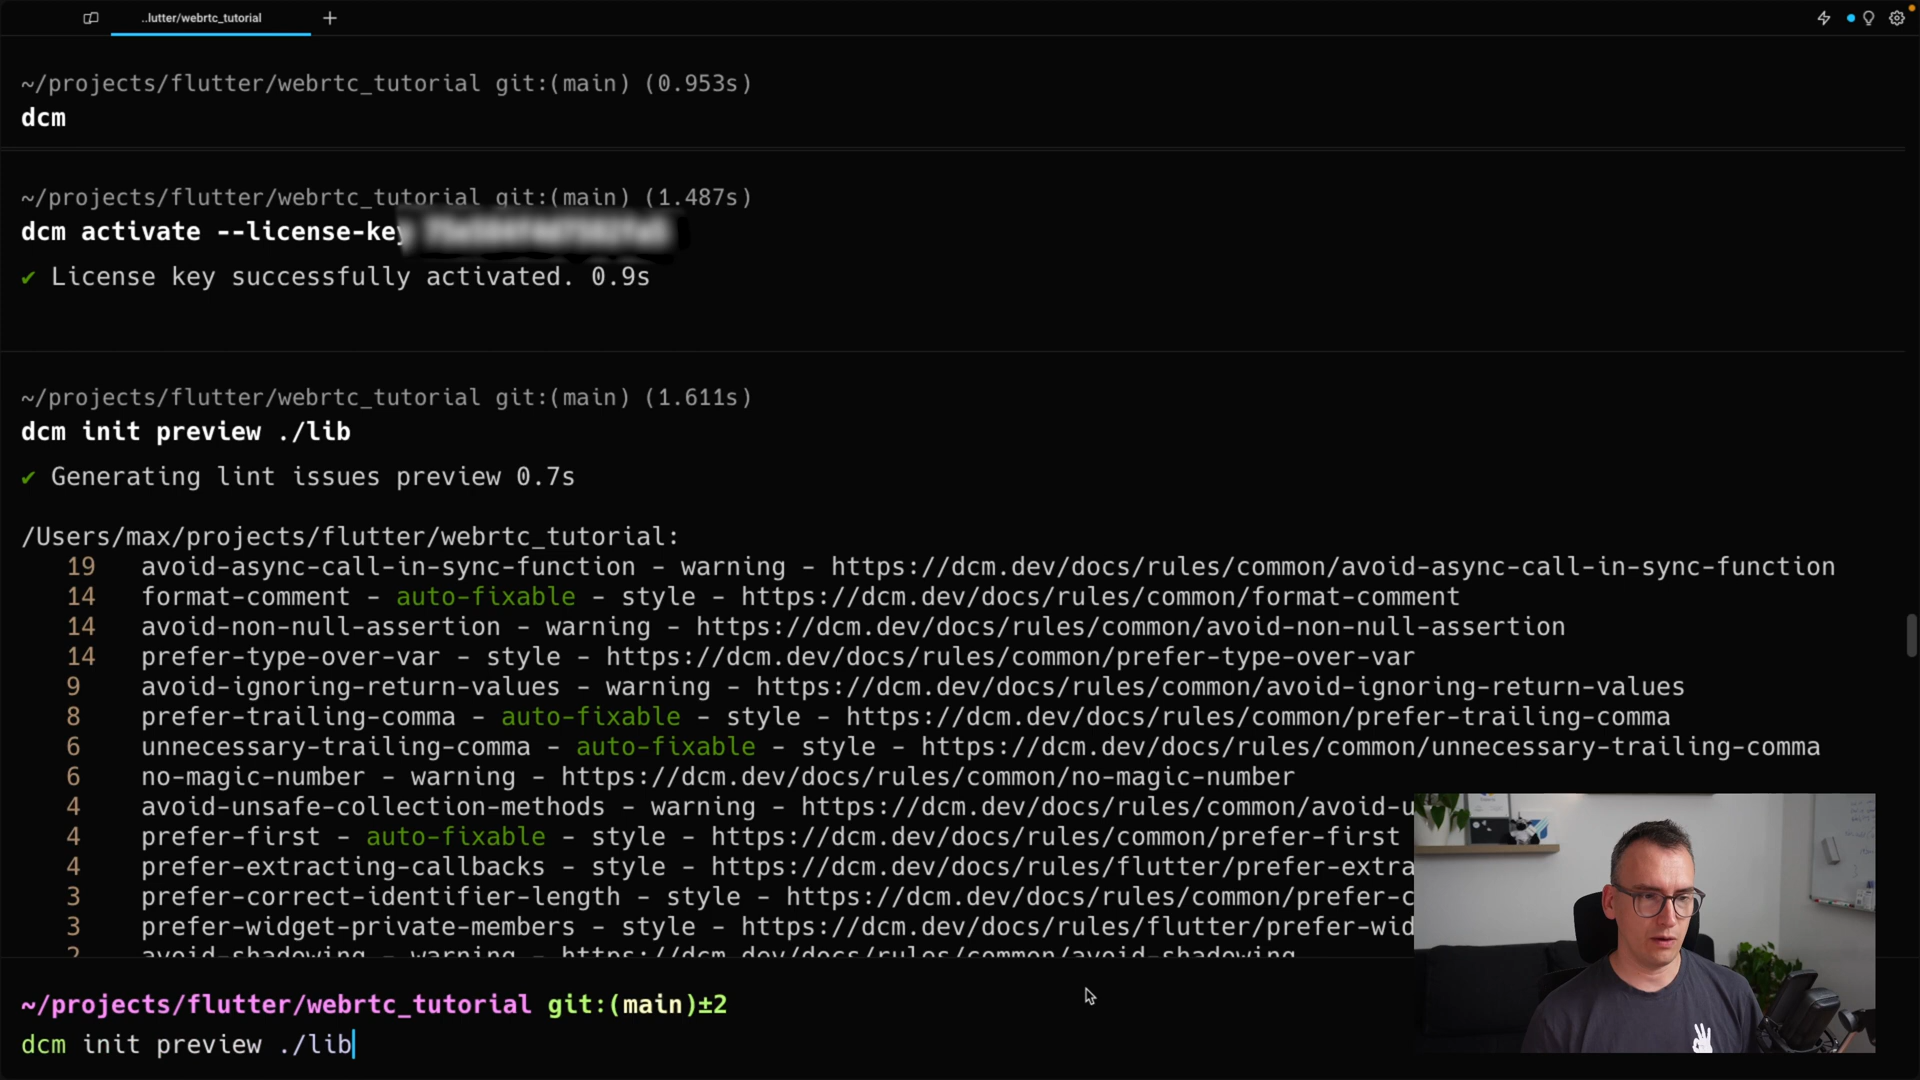 ..lutter/webrtc_tutorial
~/projects/flutter/webrtc_tutorial git:(main) (0.953s)
dcm
~/projects/flutter/webrtc_tutorial git:(main) (1.487s)
dcm activate --license-key
✔ License key successfully activated. 0.9s
~/projects/flutter/webrtc_tutorial git:(main) (1.611s)
dcm init preview ./lib
✔ Generating lint issues preview 0.7s
/Users/max/projects/flutter/webrtc_tutorial:
19 avoid-async-call-in-sync-function - warning - https://dcm.dev/docs/rules/common/avoid-async-call-in-sync-function
14 format-comment - auto-fixable - style - https://dcm.dev/docs/rules/common/format-comment
14 avoid-non-null-assertion - warning - https://dcm.dev/docs/rules/common/avoid-non-null-assertion
14 prefer-type-over-var - style - https://dcm.dev/docs/rules/common/prefer-type-over-var
9 avoid-ignoring-return-values - warning - https://dcm.dev/docs/rules/common/avoid-ignoring-return-values
8 prefer-trailing-comma - auto-fixable - style - https://dcm.dev/docs/rules/common/prefer-trailing-comma
6 unnecessary-trailing-comma - auto-fixable - style - https://dcm.dev/docs/rules/common/unnecessary-trailing-comma
6 no-magic-number - warning - https://dcm.dev/docs/rules/common/no-magic-number
4 avoid-unsafe-collection-methods - warning - https://dcm.dev/docs/rules/common/avoid-u
4 prefer-first - auto-fixable - style - https://dcm.dev/docs/rules/common/prefer-first
4 prefer-extracting-callbacks - style - https://dcm.dev/docs/rules/flutter/prefer-extra
3 prefer-correct-identifier-length - style - https://dcm.dev/docs/rules/common/prefer-c
3 prefer-widget-private-members - style - https://dcm.dev/docs/rules/flutter/prefer-wid
2 avoid-shadowing - warning - https://dcm.dev/docs/rules/common/avoid-shadowing
~/projects/flutter/webrtc_tutorial git:(main)±2
dcm init preview ./lib